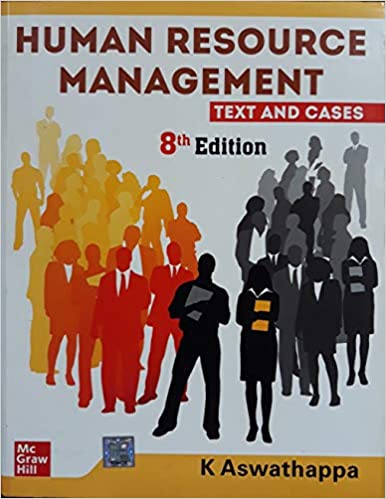 HUMAN RESOURCE
MANAGEMENT
TEXT AND CASES
8th Edition
Mc
Graw
Hill
K Aswathappa